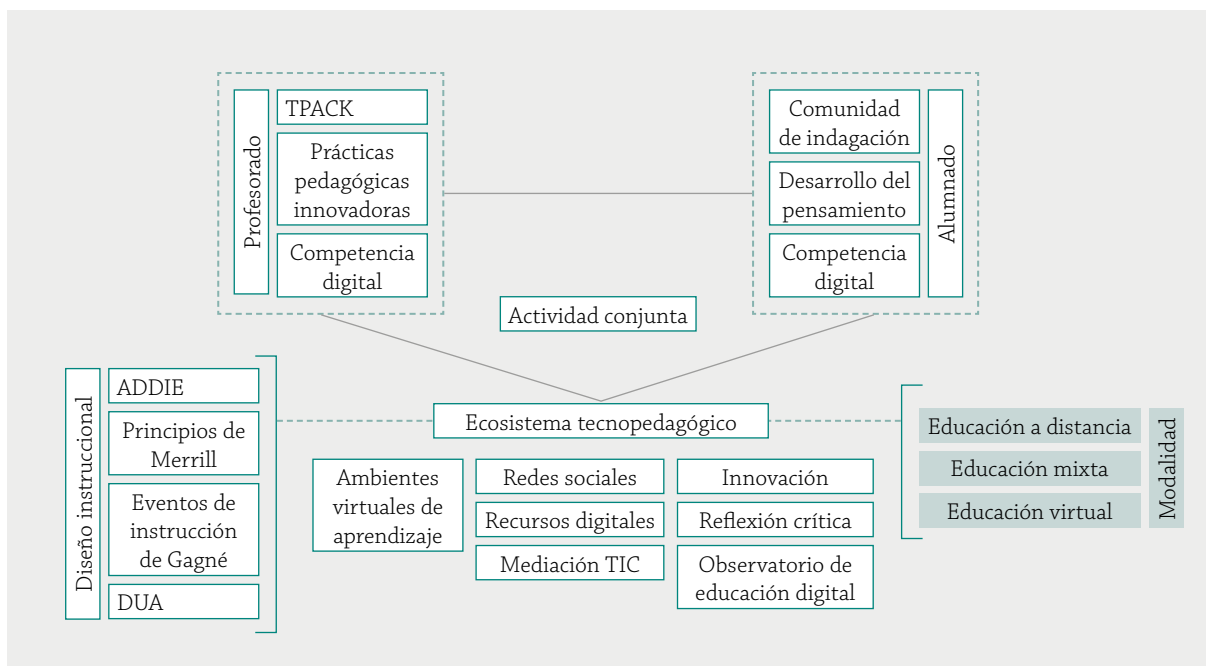 Profesorado
TPACK
Prácticas
pedagógicas
innovadoras
Competencia
digital
Comunidad
de indagación
Desarrollo del
pensamiento
Competencia
digital
Alumnado
Actividad conjunta
Diseño instruccional
ADDIE
Principios de
Merrill
Eventos de
instrucción
de Gagné
DUA
Ecosistema tecnopedagógico
Ambientes
virtuales de
aprendizaje
Redes sociales
Recursos digitales
Mediación TIC
Innovación
Reflexión crítica
Observatorio de
educación digital
Educación a distancia
Educación mixta
Educación virtual
Modalidad